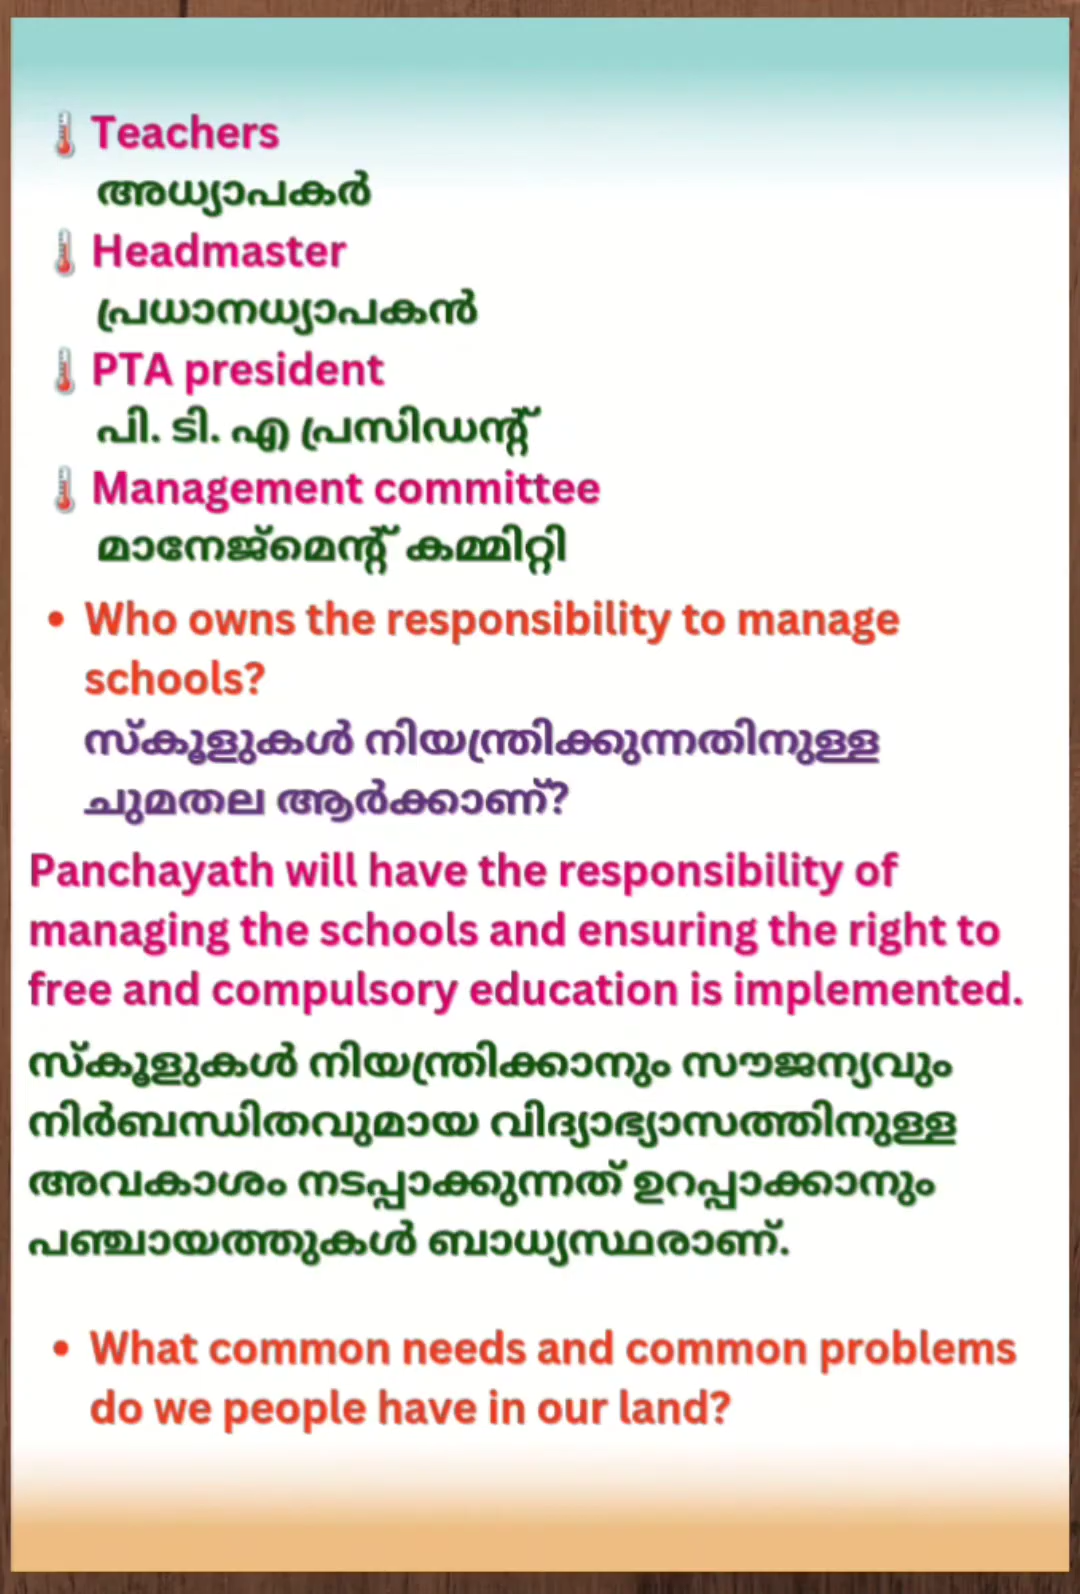 🌡️Teachers
അധ്യാപകർ
🌡️Headmaster
പ്രധാനധ്യാപകൻ
🌡️PTA president
പി. ടി. എ പ്രസിഡന്റ്
🌡️Management committee
മാനേജ്മെന്റ് കമ്മിറ്റി
• Who owns the responsibility to manage
schools?
സ്കൂളുകൾ നിയന്ത്രിക്കുന്നതിനുള്ള
ചുമതല ആർക്കാണ്?
Panchayath will have the responsibility of
managing the schools and ensuring the right to
free and compulsory education is implemented.
സ്കൂളുകൾ നിയന്ത്രിക്കാനും സൗജന്യവും
നിർബന്ധിതവുമായ വിദ്യാഭ്യാസത്തിനുള്ള
അവകാശം നടപ്പാക്കുന്നത് ഉറപ്പാക്കാനും
പഞ്ചായത്തുകൾ ബാധ്യസ്ഥരാണ്.
• What common needs and common problems
do we people have in our land?